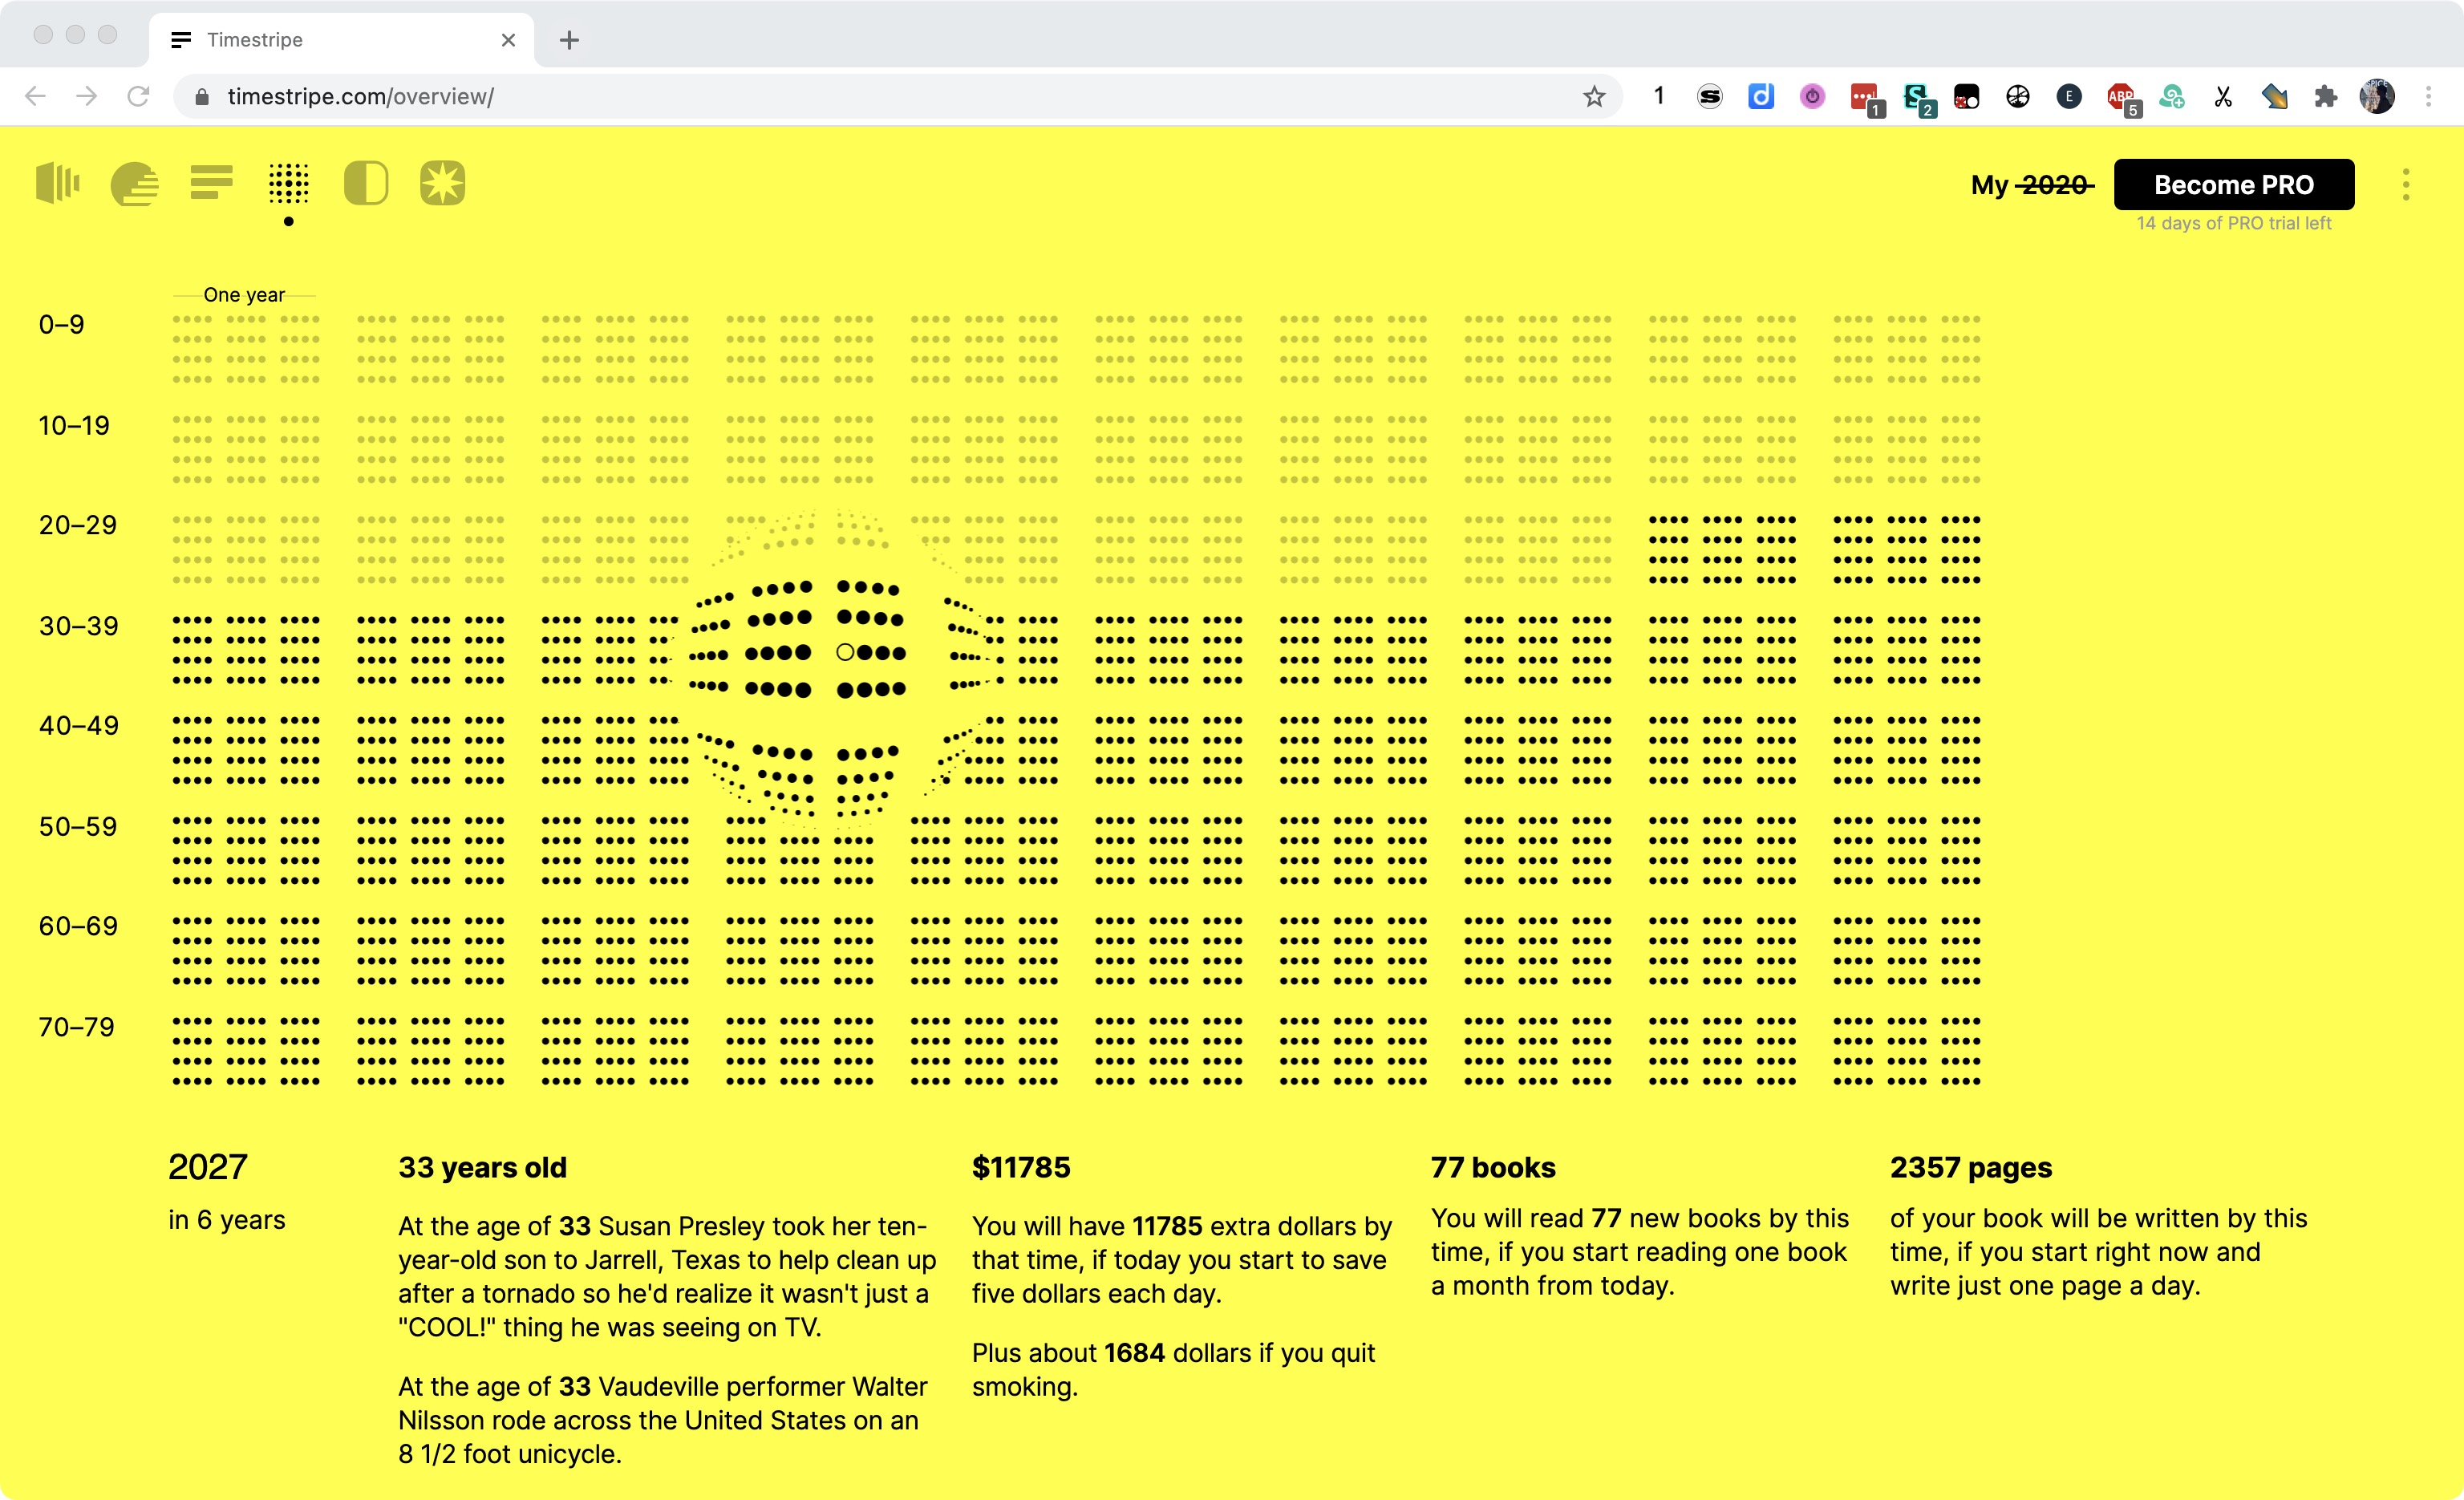 Timestripe
timestripe.com/overview/
1
1
2
E
ABP
5
My 2020
Become PRO
14 days of PRO trial left
One year
0–9
10–19
20–29
30–39
40–49
50–59
60–69
70–79
2027
in 6 years
33 years old
At the age of 33 Susan Presley took her ten-
year-old son to Jarrell, Texas to help clean up
after a tornado so he'd realize it wasn't just a
"COOL!" thing he was seeing on TV.
At the age of 33 Vaudeville performer Walter
Nilsson rode across the United States on an
8 1/2 foot unicycle.
$11785
You will have 11785 extra dollars by
that time, if today you start to save
five dollars each day.
Plus about 1684 dollars if you quit
smoking.
77 books
You will read 77 new books by this
time, if you start reading one book
a month from today.
2357 pages
of your book will be written by this
time, if you start right now and
write just one page a day.